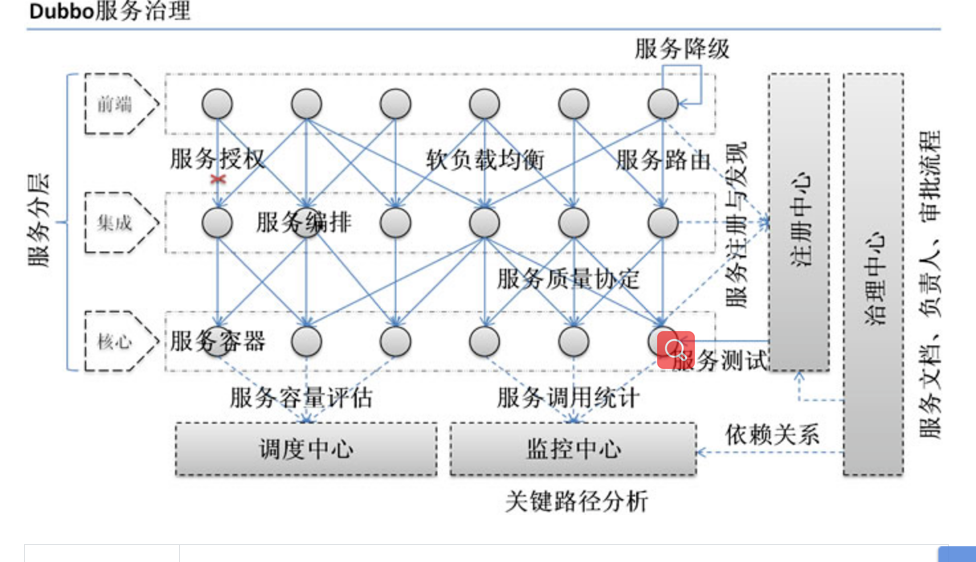 Dubbo服务治理
服务降级
前端
服务授权
软负载均衡
服务路由
服务分层
集成
服务编排
服务注册与发现
注册中心
治理中心
服务文档、负责人、审批流程
服务质量协定
核心
服务容器
服务测试
服务容量评估
服务调用统计
调度中心
监控中心
依赖关系
关键路径分析